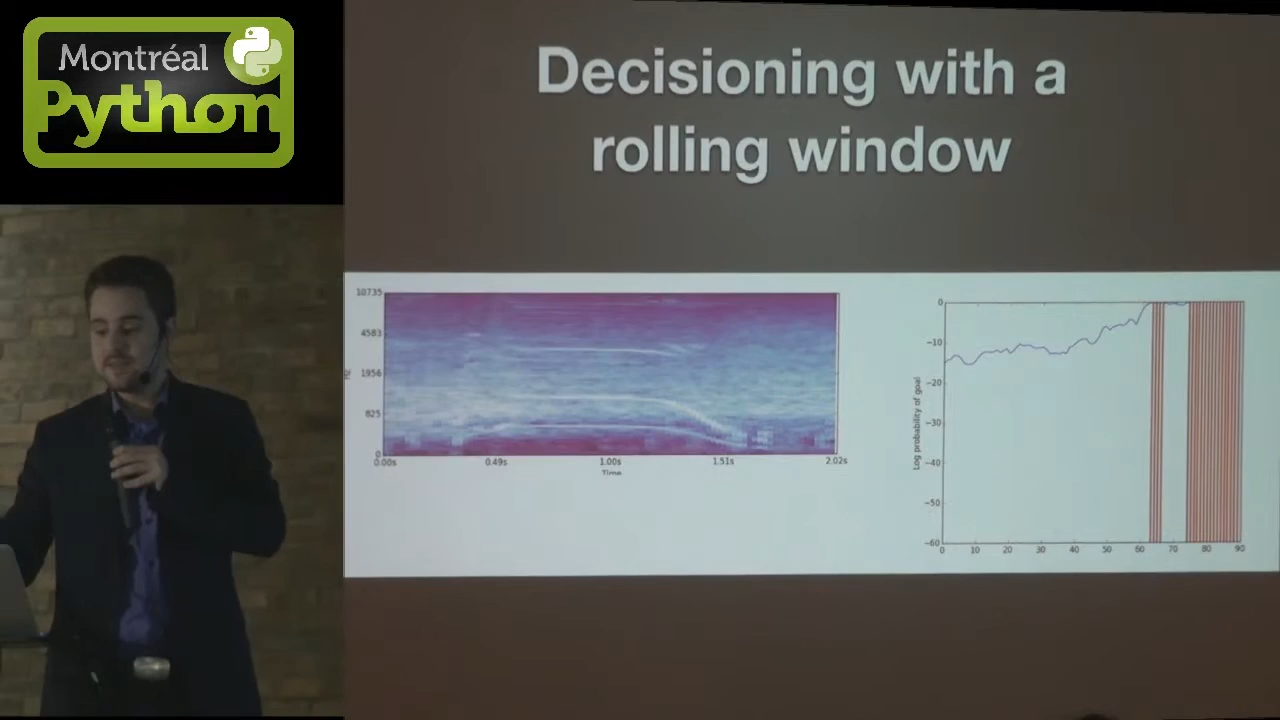 Montréal
Python
Decisioning with a
rolling window
10735
4583
1956
825
0
0.00s
0.49s
1.00s
1.51s
2.02s
Time
Log probability of goal
0
−10
−20
−30
−40
−50
−60
0
10
20
30
40
50
60
70
80
90